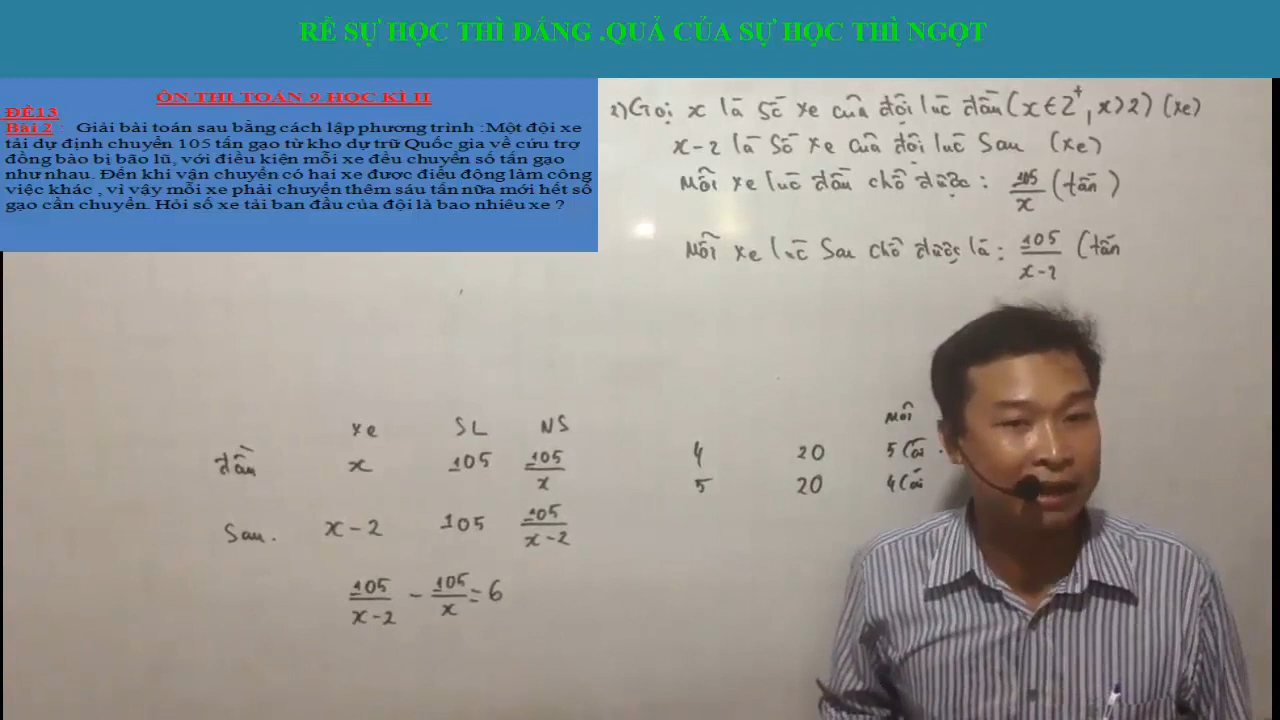 RỄ SỰ HỌC THÌ ĐẮNG .QUẢ CỦA SỰ HỌC THÌ NGỌT
ÔN THI TOÁN 9 HỌC KÌ II
ĐỀ13
Bài 2 : Giải bài toán sau bằng cách lập phương trình :Một đội xe
tải dự định chuyển 105 tấn gạo từ kho dự trữ Quốc gia về cứu trợ
đồng bào bị bão lũ, với điều kiện mỗi xe đều chuyển số tấn gạo
như nhau. Đến khi vận chuyển có hai xe được điều động làm công
việc khác , vì vậy mỗi xe phải chuyển thêm sáu tấn nữa mới hết số
gạo cần chuyển. Hỏi số xe tải ban đầu của đội là bao nhiêu xe ?
2) Gọi x là số xe của đội lúc đầu (x ∈ Z⁺, x > 2) (xe)
x - 2 là số xe của đội lúc sau (xe)
Mỗi xe lúc đầu chở được : 105/x (tấn)
Mỗi xe lúc sau chở được là : 105/x-2 (tấn
xe SL NS
đầu x 105 105/x
sau. x - 2 105 105/x-2
105/x-2 - 105/x = 6
Mỗi
4 20 5 Cái
5 20 4 Cái